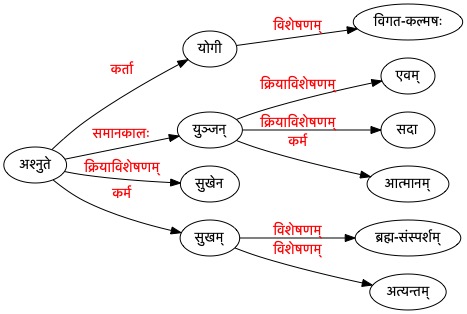 विशेषणम्
विगत-कल्मषः
योगी
कर्ता
क्रियाविशेषणम्
एवम्
समानकालः
युञ्जन्
क्रियाविशेषणम्
सदा
कर्म
अश्नुते
क्रियाविशेषणम्
सुखेन
आत्मानम्
कर्म
सुखम्
विशेषणम्
ब्रह्म-संस्पर्शम्
विशेषणम्
अत्यन्तम्